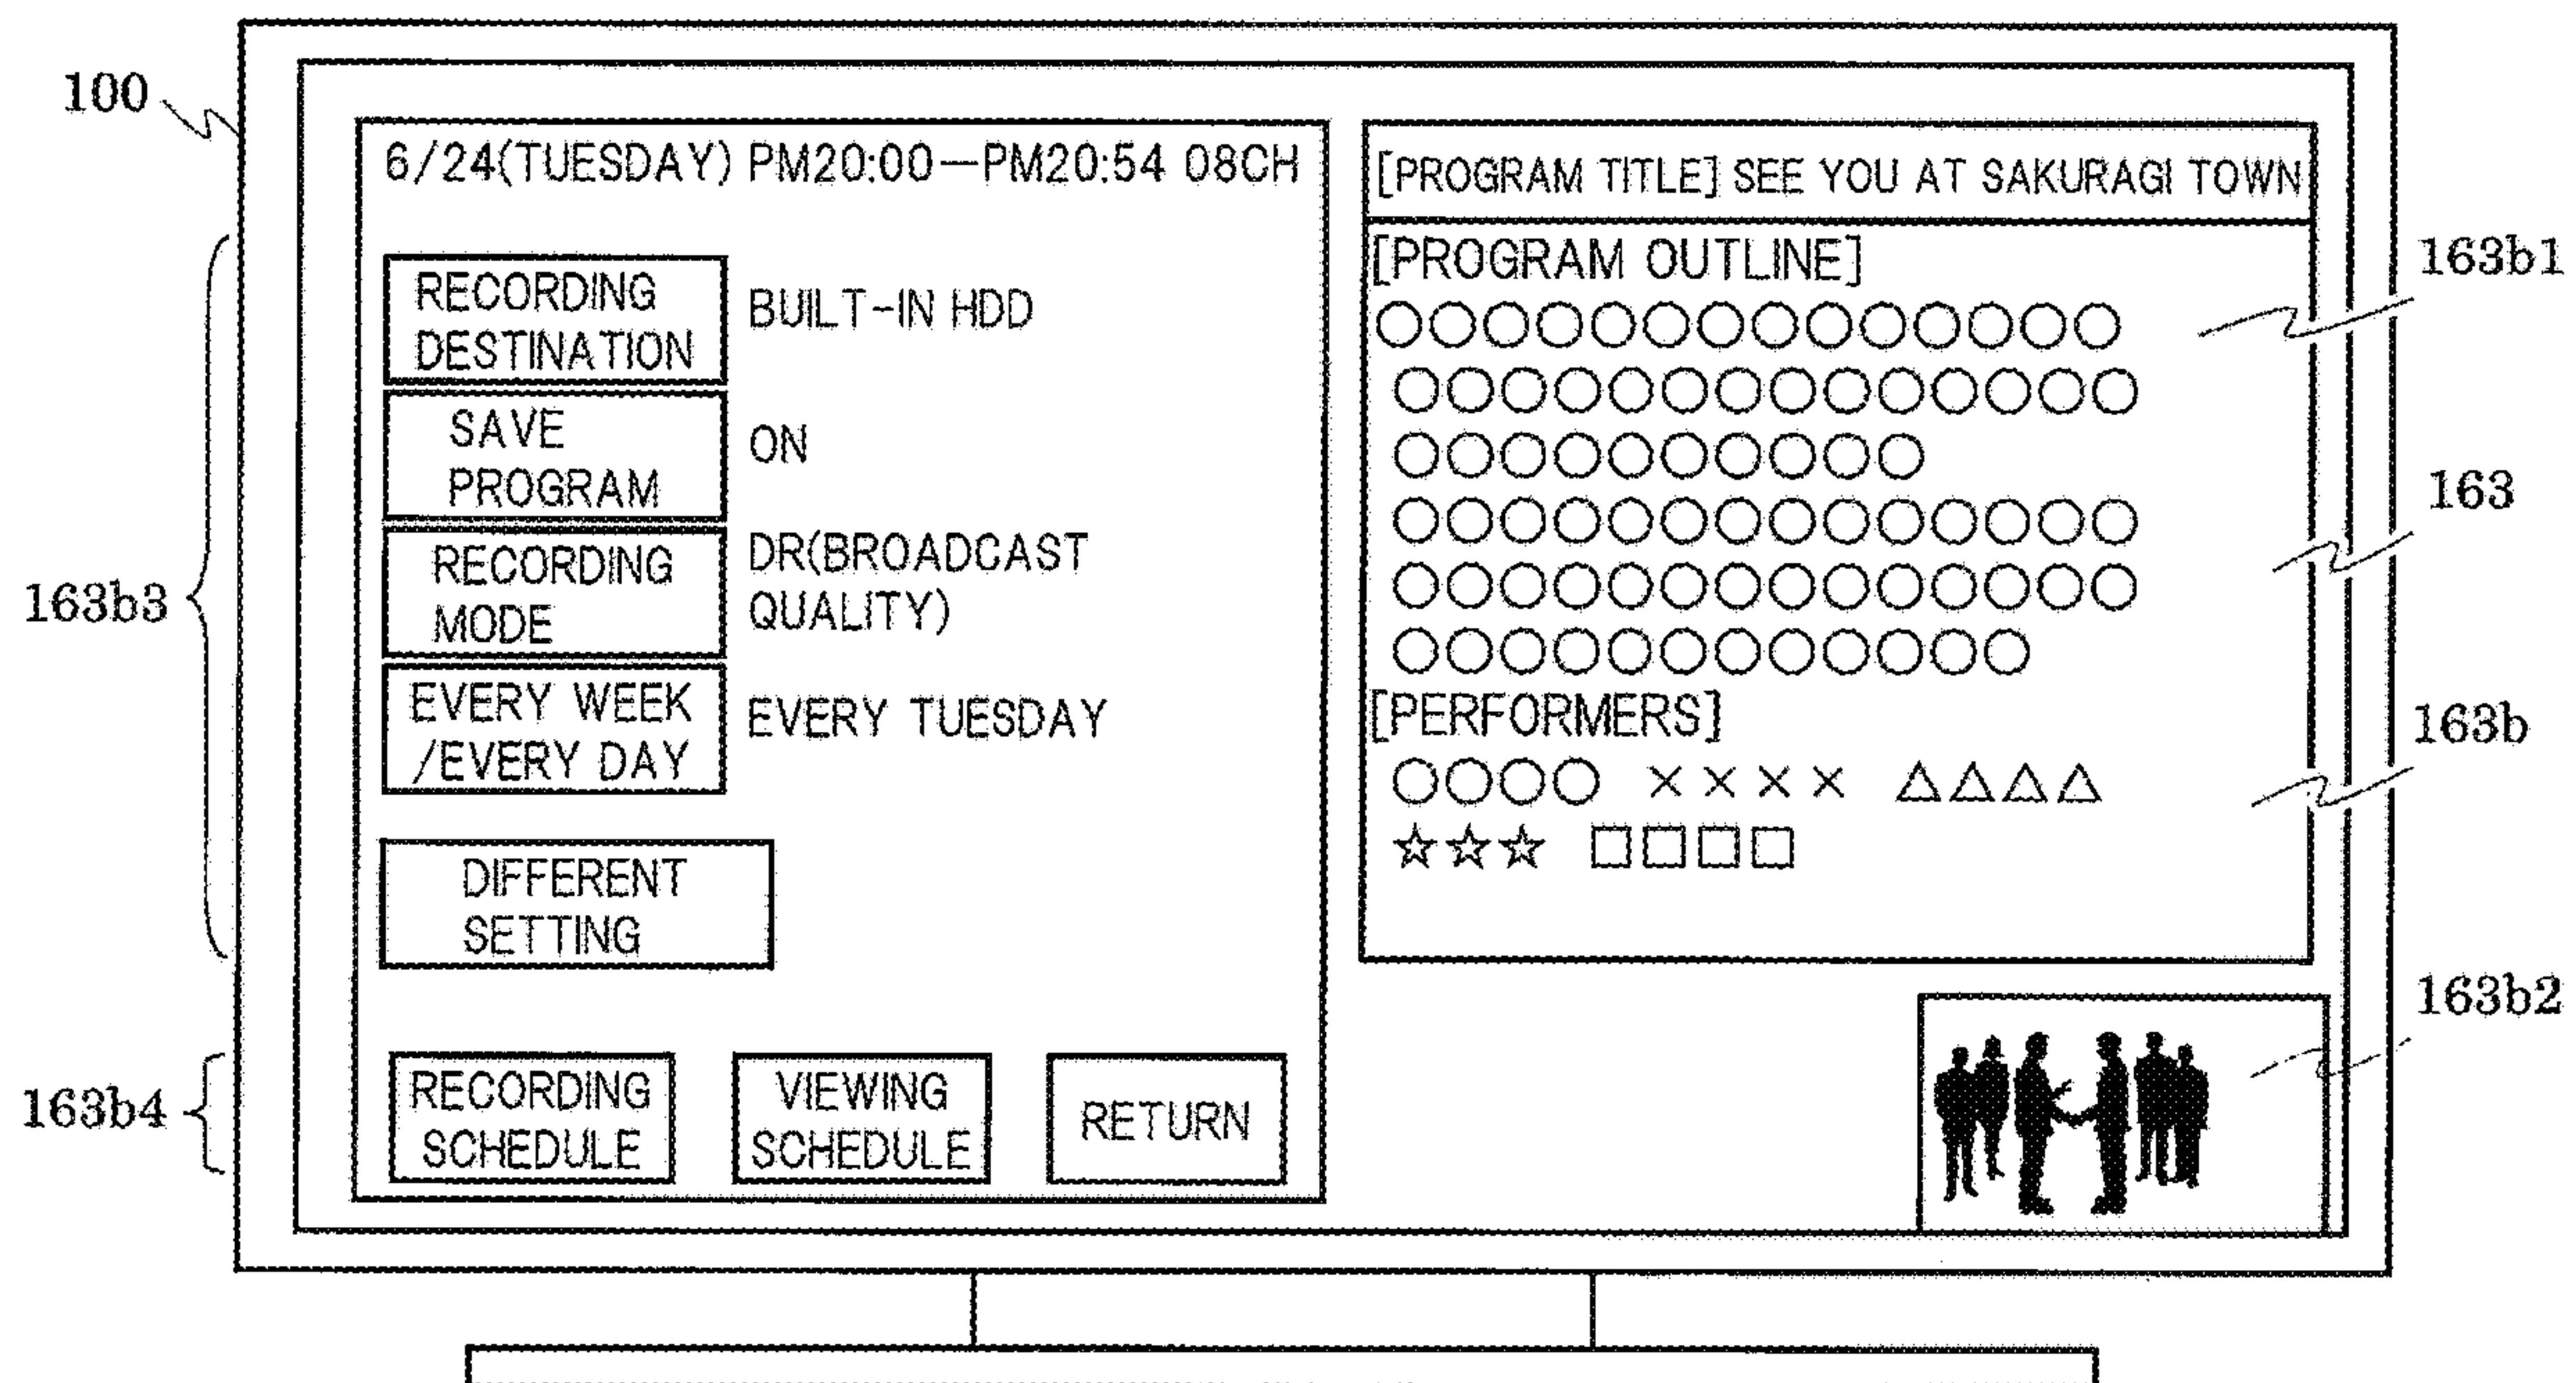 100
6/24(TUESDAY) PM20:00—PM20:54 08CH
RECORDING
DESTINATION
BUILT-IN HDD
SAVE
PROGRAM
ON
RECORDING
MODE
DR(BROADCAST
QUALITY)
EVERY WEEK
/EVERY DAY
EVERY TUESDAY
DIFFERENT
SETTING
163b3
RECORDING
SCHEDULE
VIEWING
SCHEDULE
RETURN
163b4
[PROGRAM TITLE] SEE YOU AT SAKURAGI TOWN
[PROGRAM OUTLINE]
○○○○○○○○○○○○○○
○○○○○○○○○○○○○○
○○○○○○○○○○
○○○○○○○○○○○○○○
○○○○○○○○○○○○○○
○○○○○○○○○○○○
[PERFORMERS]
○○○○ ×××× △△△△
☆☆☆ □□□□
163b1
163
163b
163b2